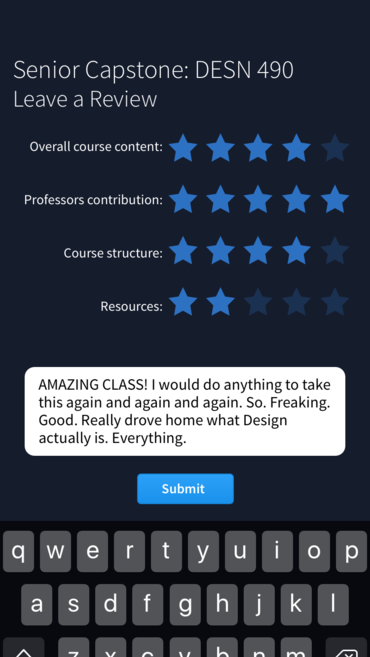 Senior Capstone: DESN 490
Leave a Review
Overall course content:
Professors contribution:
Course structure:
Resources:
AMAZING CLASS! I would do anything to take
this again and again and again. So. Freaking.
Good. Really drove home what Design
actually is. Everything.
Submit
q w e r t y u i o p
a s d f g h j k l
z x c v b n m